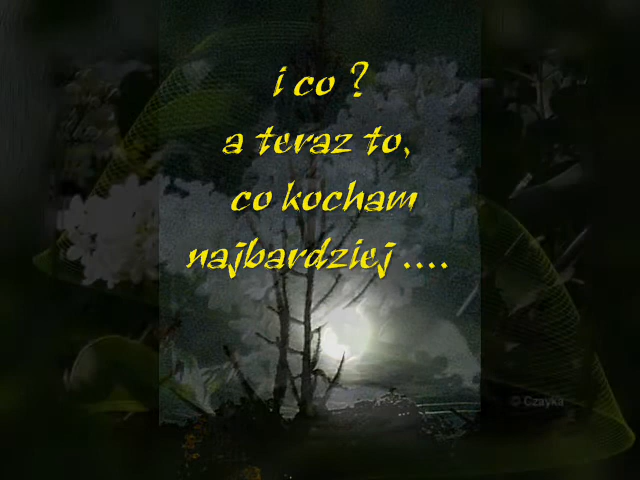 i co ?
a teraz to,
co kocham
najbardziej ....
© Czayka